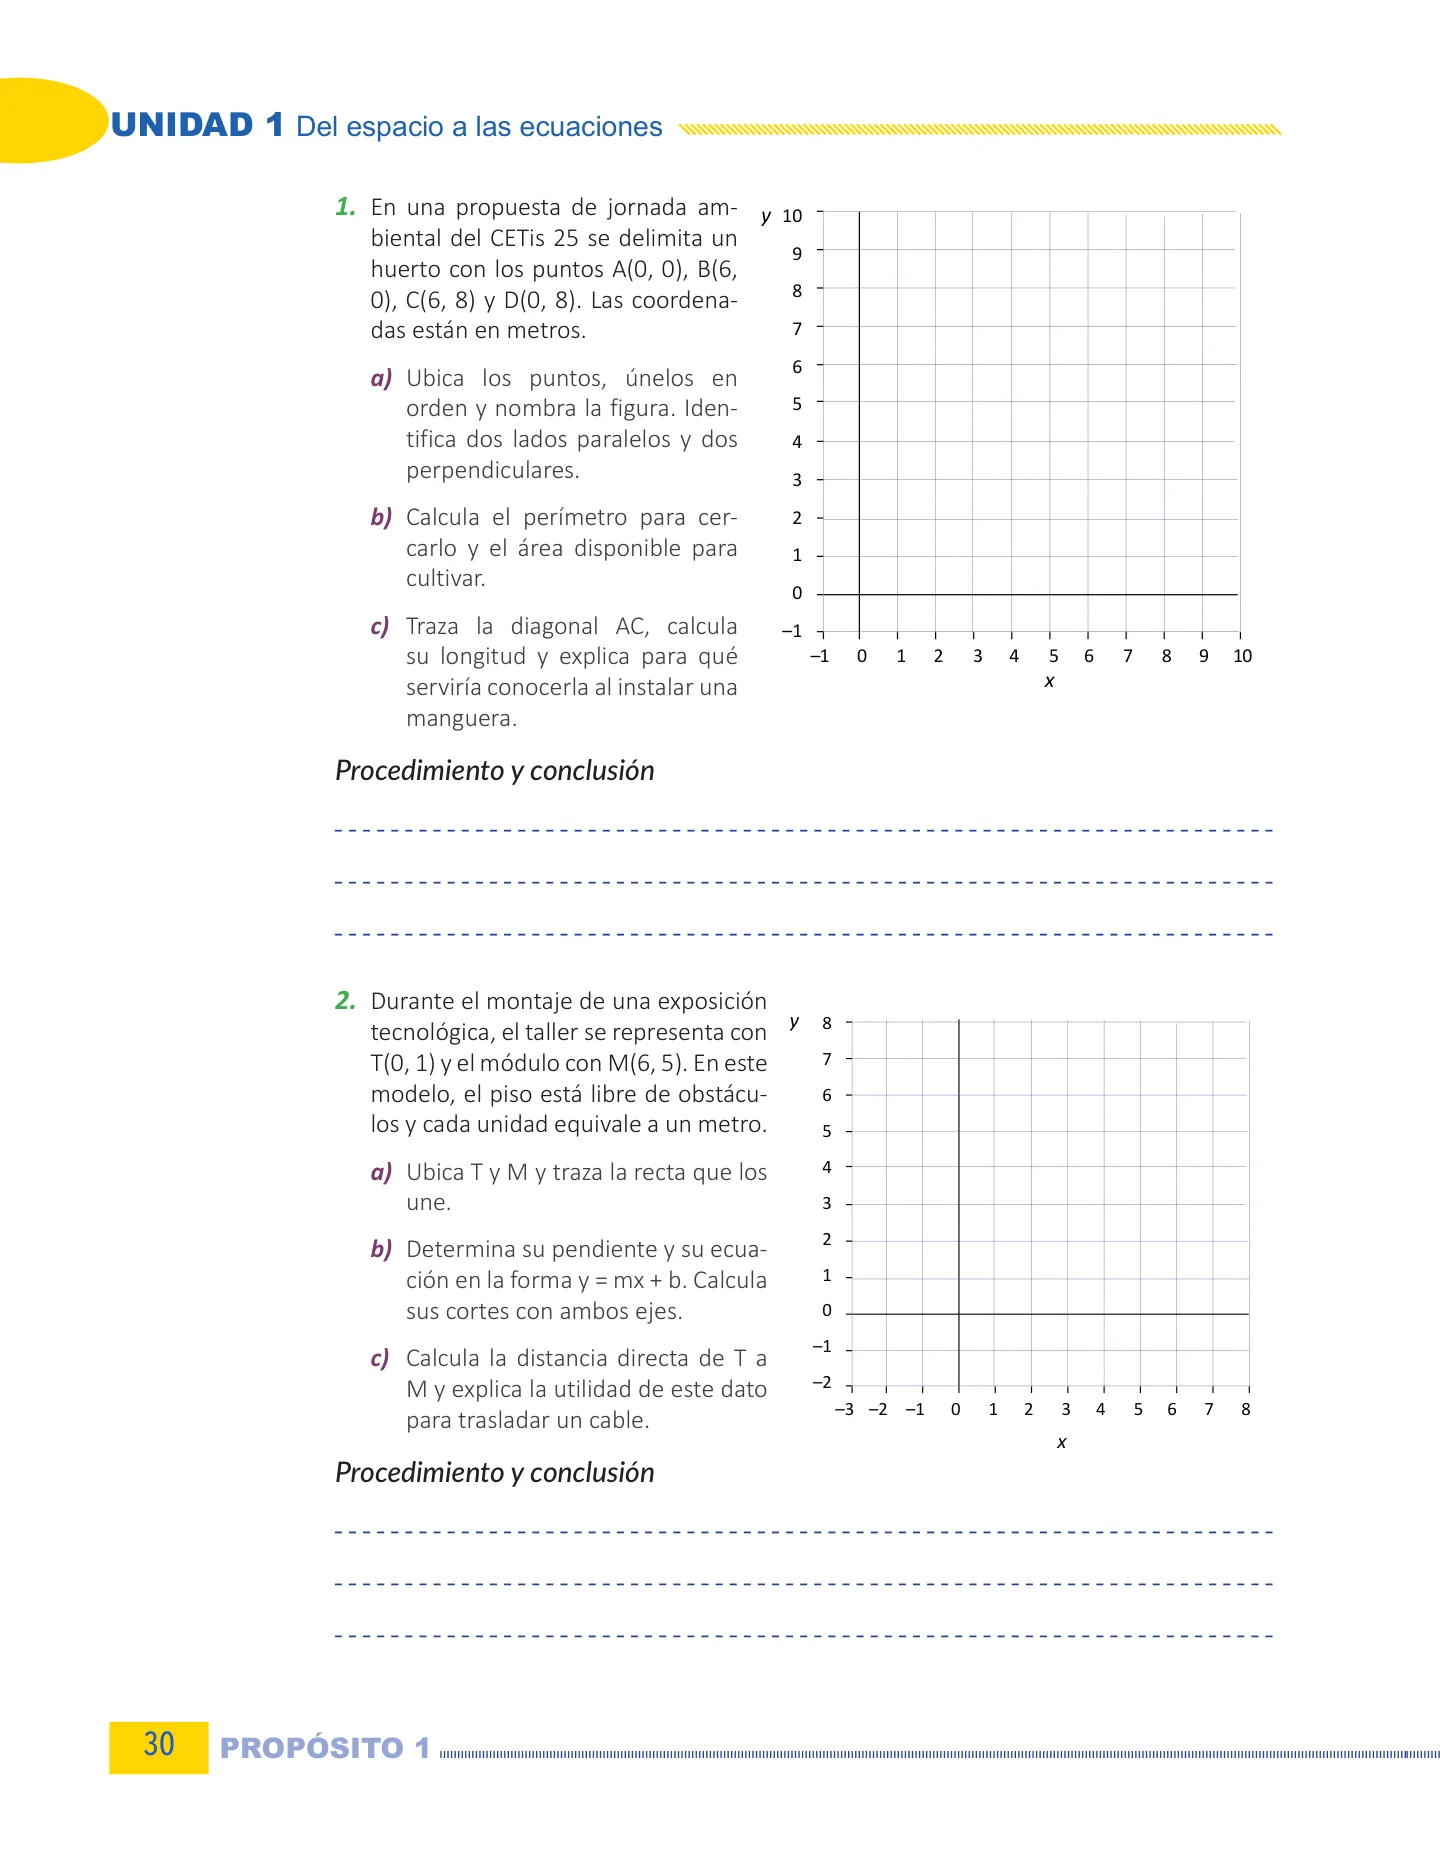 UNIDAD 1 Del espacio a las ecuaciones
1. En una propuesta de jornada am-
biental del CETis 25 se delimita un
huerto con los puntos A(0, 0), B(6,
0), C(6, 8) y D(0, 8). Las coordena-
das están en metros.
a) Ubica los puntos, únelos en
orden y nombra la figura. Iden-
tifica dos lados paralelos y dos
perpendiculares.
b) Calcula el perímetro para cer-
carlo y el área disponible para
cultivar.
c) Traza la diagonal AC, calcula
su longitud y explica para qué
serviría conocerla al instalar una
manguera.
y 10
9
8
7
6
5
4
3
2
1
0
–1
–1 0 1 2 3 4 5 6 7 8 9 10
x
Procedimiento y conclusión
2. Durante el montaje de una exposición
tecnológica, el taller se representa con
T(0, 1) y el módulo con M(6, 5). En este
modelo, el piso está libre de obstácu-
los y cada unidad equivale a un metro.
a) Ubica T y M y traza la recta que los
une.
b) Determina su pendiente y su ecua-
ción en la forma y = mx + b. Calcula
sus cortes con ambos ejes.
c) Calcula la distancia directa de T a
M y explica la utilidad de este dato
para trasladar un cable.
y 8
7
6
5
4
3
2
1
0
–1
–2
–3 –2 –1 0 1 2 3 4 5 6 7 8
x
Procedimiento y conclusión
30 PROPÓSITO 1